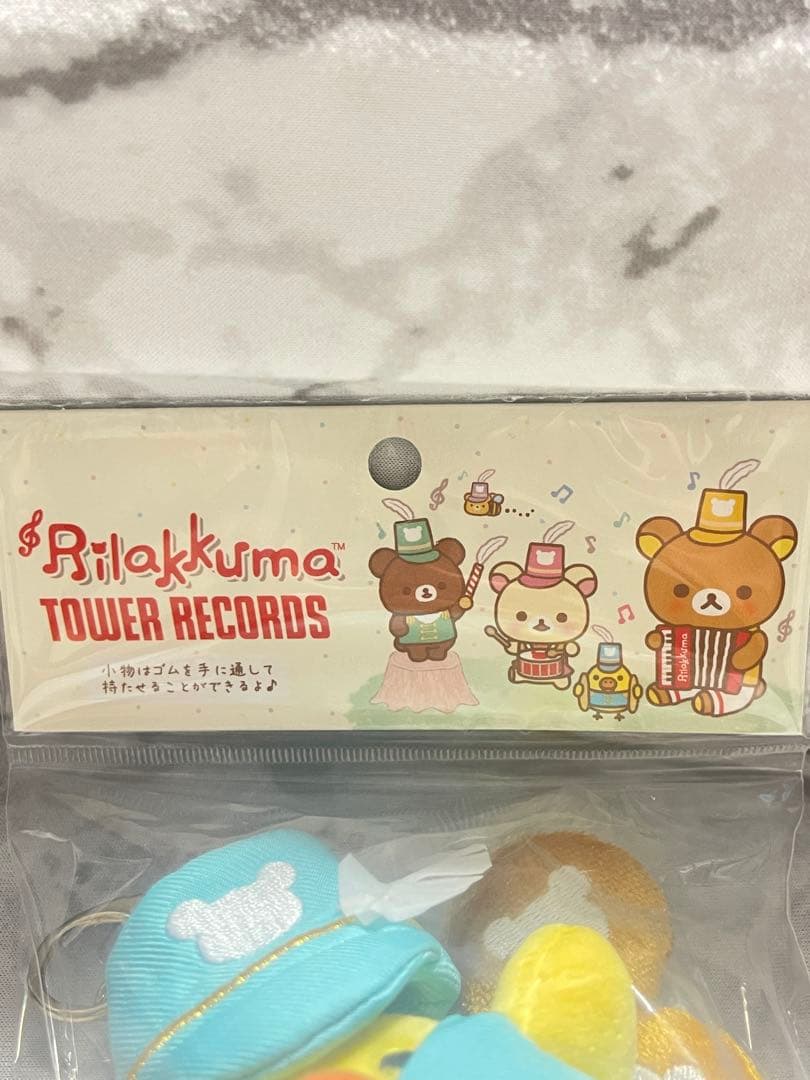 Rilakkuma™
TOWER RECORDS
小物はゴムを手に通して
持たせることができるよ♪
Rilakkuma